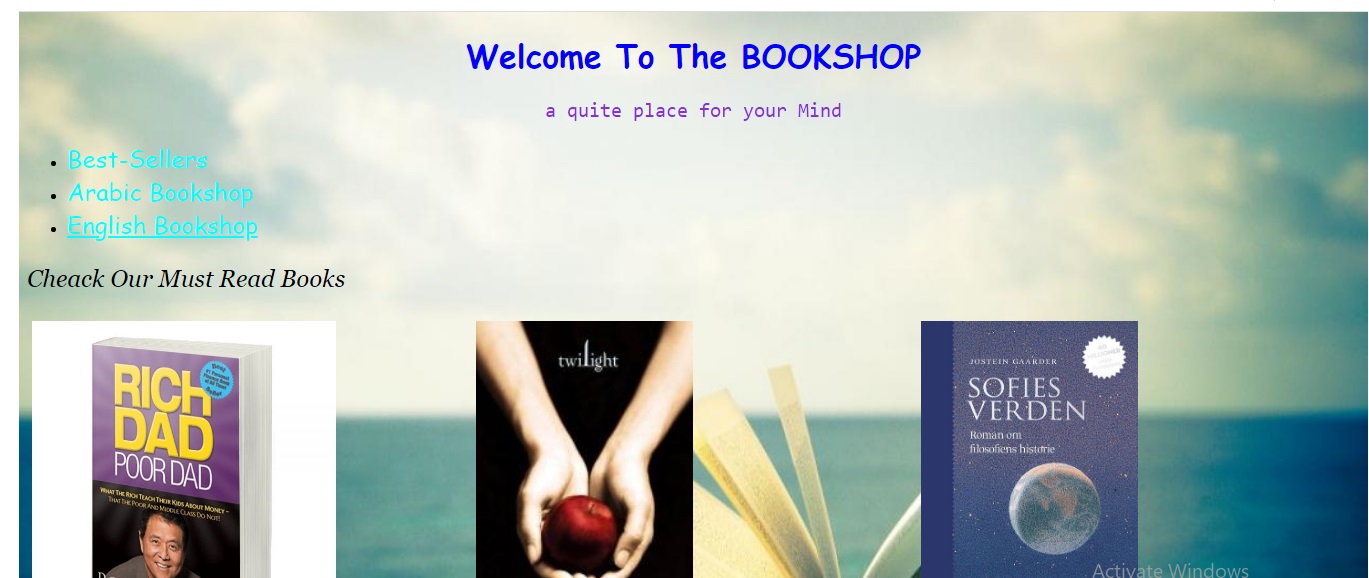 Welcome To The BOOKSHOP
a quite place for your Mind
Best-Sellers
Arabic Bookshop
English Bookshop
Cheack Our Must Read Books
RICH
DAD
POOR DAD
WHAT THE RICH TEACH THEIR KIDS ABOUT MONEY –
THAT THE POOR AND MIDDLE CLASS DO NOT!
twilight
JOSTEIN GAARDER
SOFIES
VERDEN
Roman om
filosofiens historie
Activate Windows